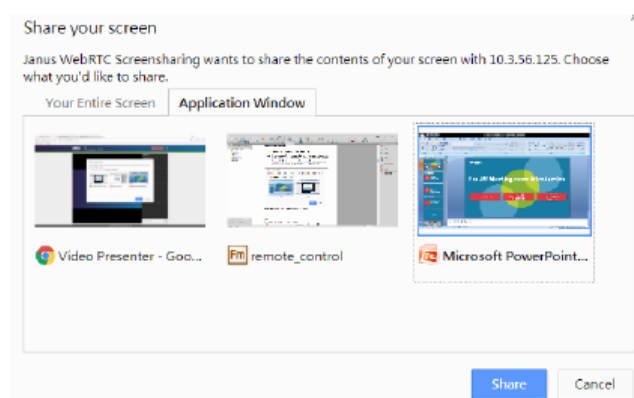 Share your screen
Janus WebRTC Screensharing wants to share the contents of your screen with 10.3.56.125. Choose
what you'd like to share.
Your Entire Screen Application Window
Video Presenter - Goo... remote_control Microsoft PowerPoint...
Share Cancel